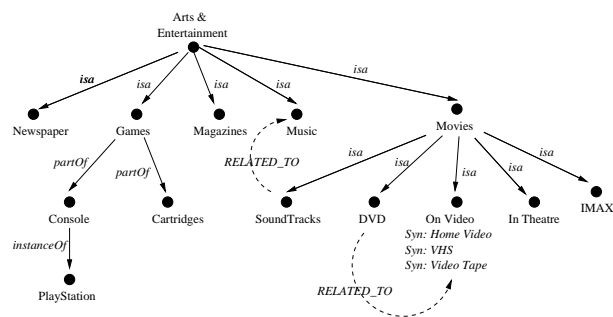 Arts &
Entertainment
isa
isa
isa
isa
isa
Newspaper
Games
Magazines
Music
Movies
partOf
partOf
RELATED_TO
isa
isa
isa
isa
isa
Console
Cartridges
SoundTracks
DVD
On Video
In Theatre
IMAX
Syn: Home Video
Syn: VHS
Syn: Video Tape
instanceOf
PlayStation
RELATED_TO